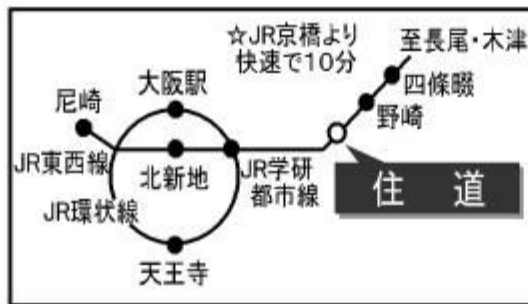 ☆JR京橋より
快速で10分
至長尾・木津
四條畷
野崎
大阪駅
尼崎
JR東西線
北新地
JR学研
都市線
住 道
JR環状線
天王寺